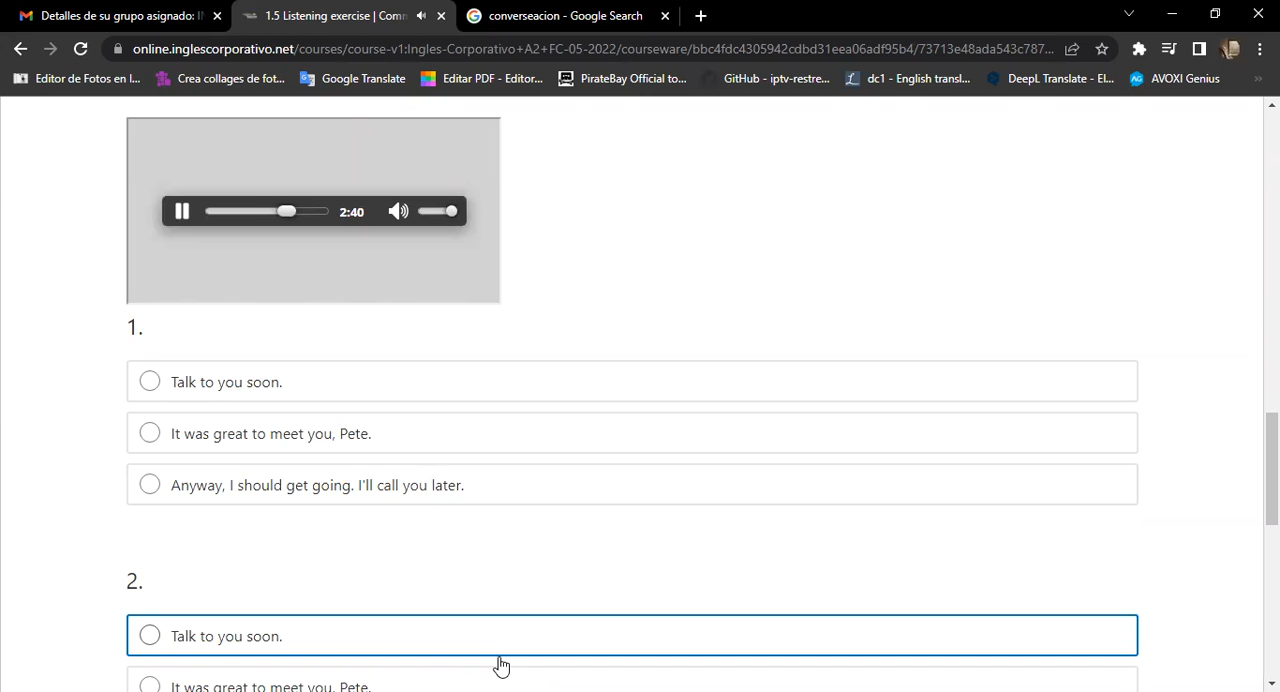 Detalles de su grupo asignado: I
1.5 Listening exercise | Com
converseacion - Google Search
online.inglescorporativo.net/courses/course-v1:Ingles-Corporativo+A2+FC-05-2022/courseware/bbc4fdc4305942cdbd31eea06adf95b4/73713e48ada543c787...
Editor de Fotos en l...
Crea collages de fot...
Google Translate
Editar PDF - Editor...
PirateBay Official to...
GitHub - iptv-restre...
dc1 - English transl...
DeepL Translate - El...
AVOXI Genius
»
2:40
1.
Talk to you soon.
It was great to meet you, Pete.
Anyway, I should get going. I'll call you later.
2.
Talk to you soon.
It was great to meet you, Pete.